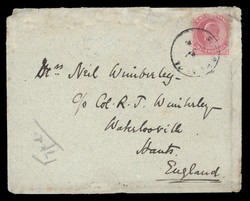 Mrs Neil Wimberley
c/o Col. R. T. Wimberley
Waterlooville
Hants.
England